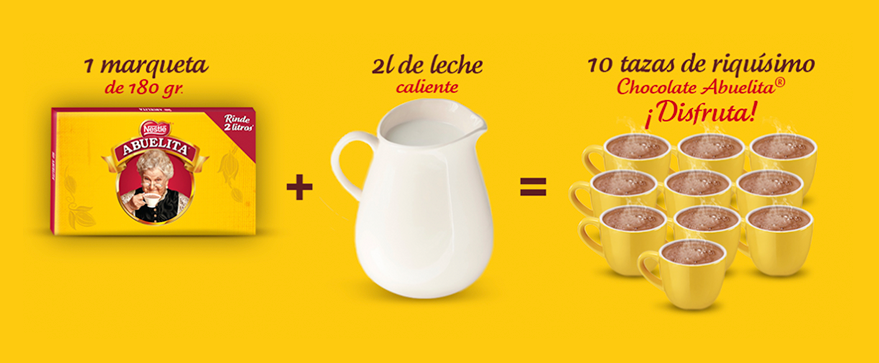 1 marqueta
de 180 gr.
Rinde
2 litros*
Nestlé
ABUELITA
+
2l de leche
caliente
=
10 tazas de riquísimo
Chocolate Abuelita®
¡Disfruta!